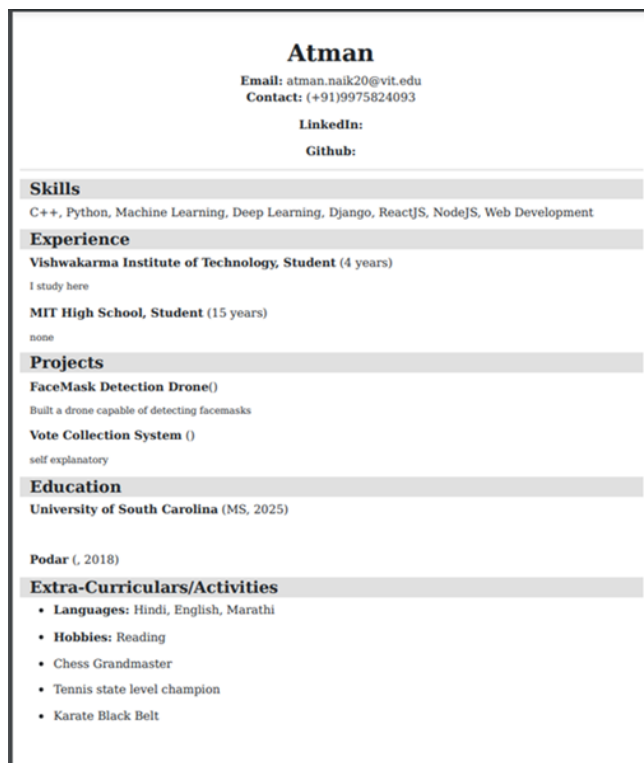 Atman
Email: atman.naik20@vit.edu
Contact: (+91)9975824093
LinkedIn:
Github:
Skills
C++, Python, Machine Learning, Deep Learning, Django, ReactJS, NodeJS, Web Development
Experience
Vishwakarma Institute of Technology, Student (4 years)
I study here
MIT High School, Student (15 years)
none
Projects
FaceMask Detection Drone()
Built a drone capable of detecting facemasks
Vote Collection System ()
self explanatory
Education
University of South Carolina (MS, 2025)
Podar (, 2018)
Extra-Curriculars/Activities
• Languages: Hindi, English, Marathi
• Hobbies: Reading
• Chess Grandmaster
• Tennis state level champion
• Karate Black Belt